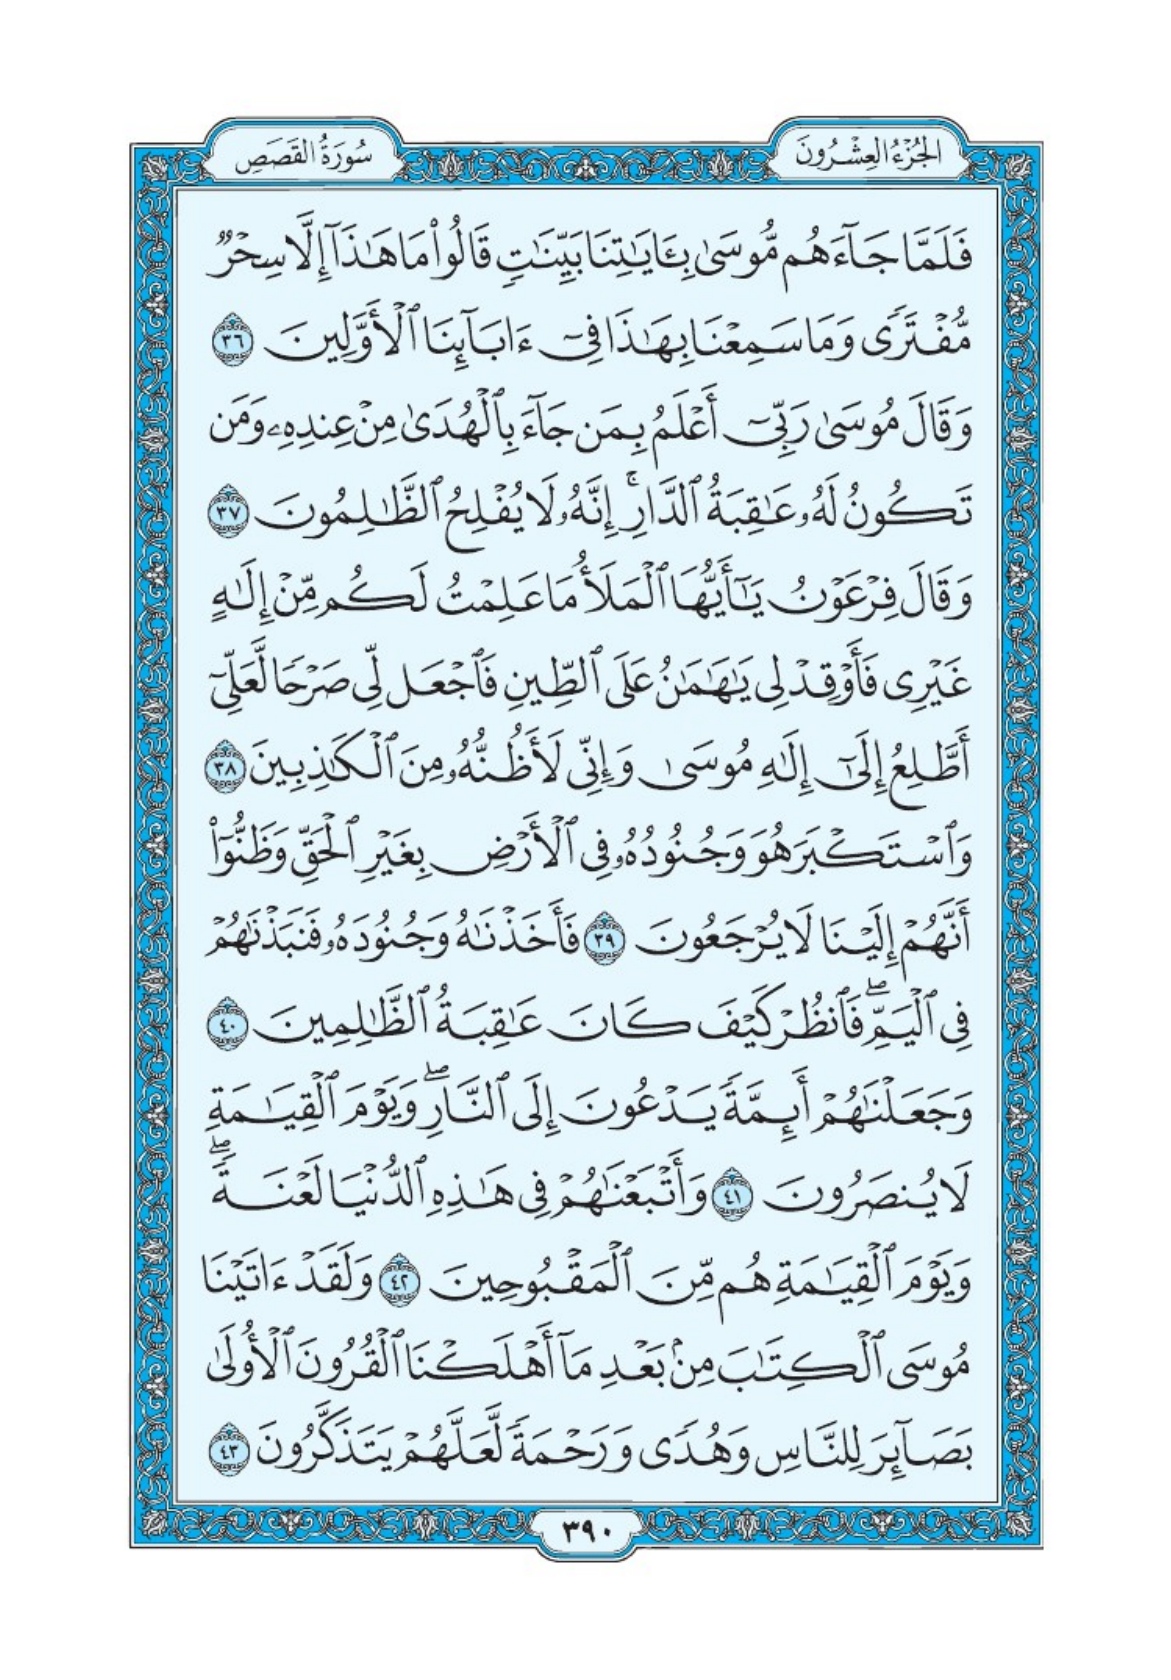 الجُزْءُ العِشْرُونَ
سُورَةُ القَصَصِ
فَلَمَّا جَآءَهُم مُّوسَىٰ بِـَٔايَٰتِنَا بَيِّنَٰتٖ قَالُواْ مَا هَٰذَآ إِلَّا سِحۡرٞ
مُّفۡتَرٗى وَمَا سَمِعۡنَا بِهَٰذَا فِيٓ ءَابَآئِنَا ٱلۡأَوَّلِينَ ٣٦
وَقَالَ مُوسَىٰ رَبِّيٓ أَعۡلَمُ بِمَن جَآءَ بِٱلۡهُدَىٰ مِنۡ عِندِهِۦ وَمَن
تَكُونُ لَهُۥ عَٰقِبَةُ ٱلدَّارِۚ إِنَّهُۥ لَا يُفۡلِحُ ٱلظَّٰلِمُونَ ٣٧
وَقَالَ فِرۡعَوۡنُ يَٰٓأَيُّهَا ٱلۡمَلَأُ مَا عَلِمۡتُ لَكُم مِّنۡ إِلَٰهٍ
غَيۡرِي فَأَوۡقِدۡ لِي يَٰهَٰمَٰنُ عَلَى ٱلطِّينِ فَٱجۡعَل لِّي صَرۡحٗا لَّعَلِّيٓ
أَطَّلِعُ إِلَىٰٓ إِلَٰهِ مُوسَىٰ وَإِنِّي لَأَظُنُّهُۥ مِنَ ٱلۡكَٰذِبِينَ ٣٨
وَٱسۡتَكۡبَرَ هُوَ وَجُنُودُهُۥ فِي ٱلۡأَرۡضِ بِغَيۡرِ ٱلۡحَقِّ وَظَنُّوٓاْ
أَنَّهُمۡ إِلَيۡنَا لَا يُرۡجَعُونَ ٣٩ فَأَخَذۡنَٰهُ وَجُنُودَهُۥ فَنَبَذۡنَٰهُمۡ
فِي ٱلۡيَمِّۖ فَٱنظُرۡ كَيۡفَ كَانَ عَٰقِبَةُ ٱلظَّٰلِمِينَ ٤٠
وَجَعَلۡنَٰهُمۡ أَئِمَّةٗ يَدۡعُونَ إِلَى ٱلنَّارِۖ وَيَوۡمَ ٱلۡقِيَٰمَةِ
لَا يُنصَرُونَ ٤١ وَأَتۡبَعۡنَٰهُمۡ فِي هَٰذِهِ ٱلدُّنۡيَا لَعۡنَةٗۖ
وَيَوۡمَ ٱلۡقِيَٰمَةِ هُم مِّنَ ٱلۡمَقۡبُوحِينَ ٤٢ وَلَقَدۡ ءَاتَيۡنَا
مُوسَى ٱلۡكِتَٰبَ مِنۢ بَعۡدِ مَآ أَهۡلَكۡنَا ٱلۡقُرُونَ ٱلۡأُولَىٰ
بَصَآئِرَ لِلنَّاسِ وَهُدٗى وَرَحۡمَةٗ لَّعَلَّهُمۡ يَتَذَكَّرُونَ ٤٣
٣٩٠